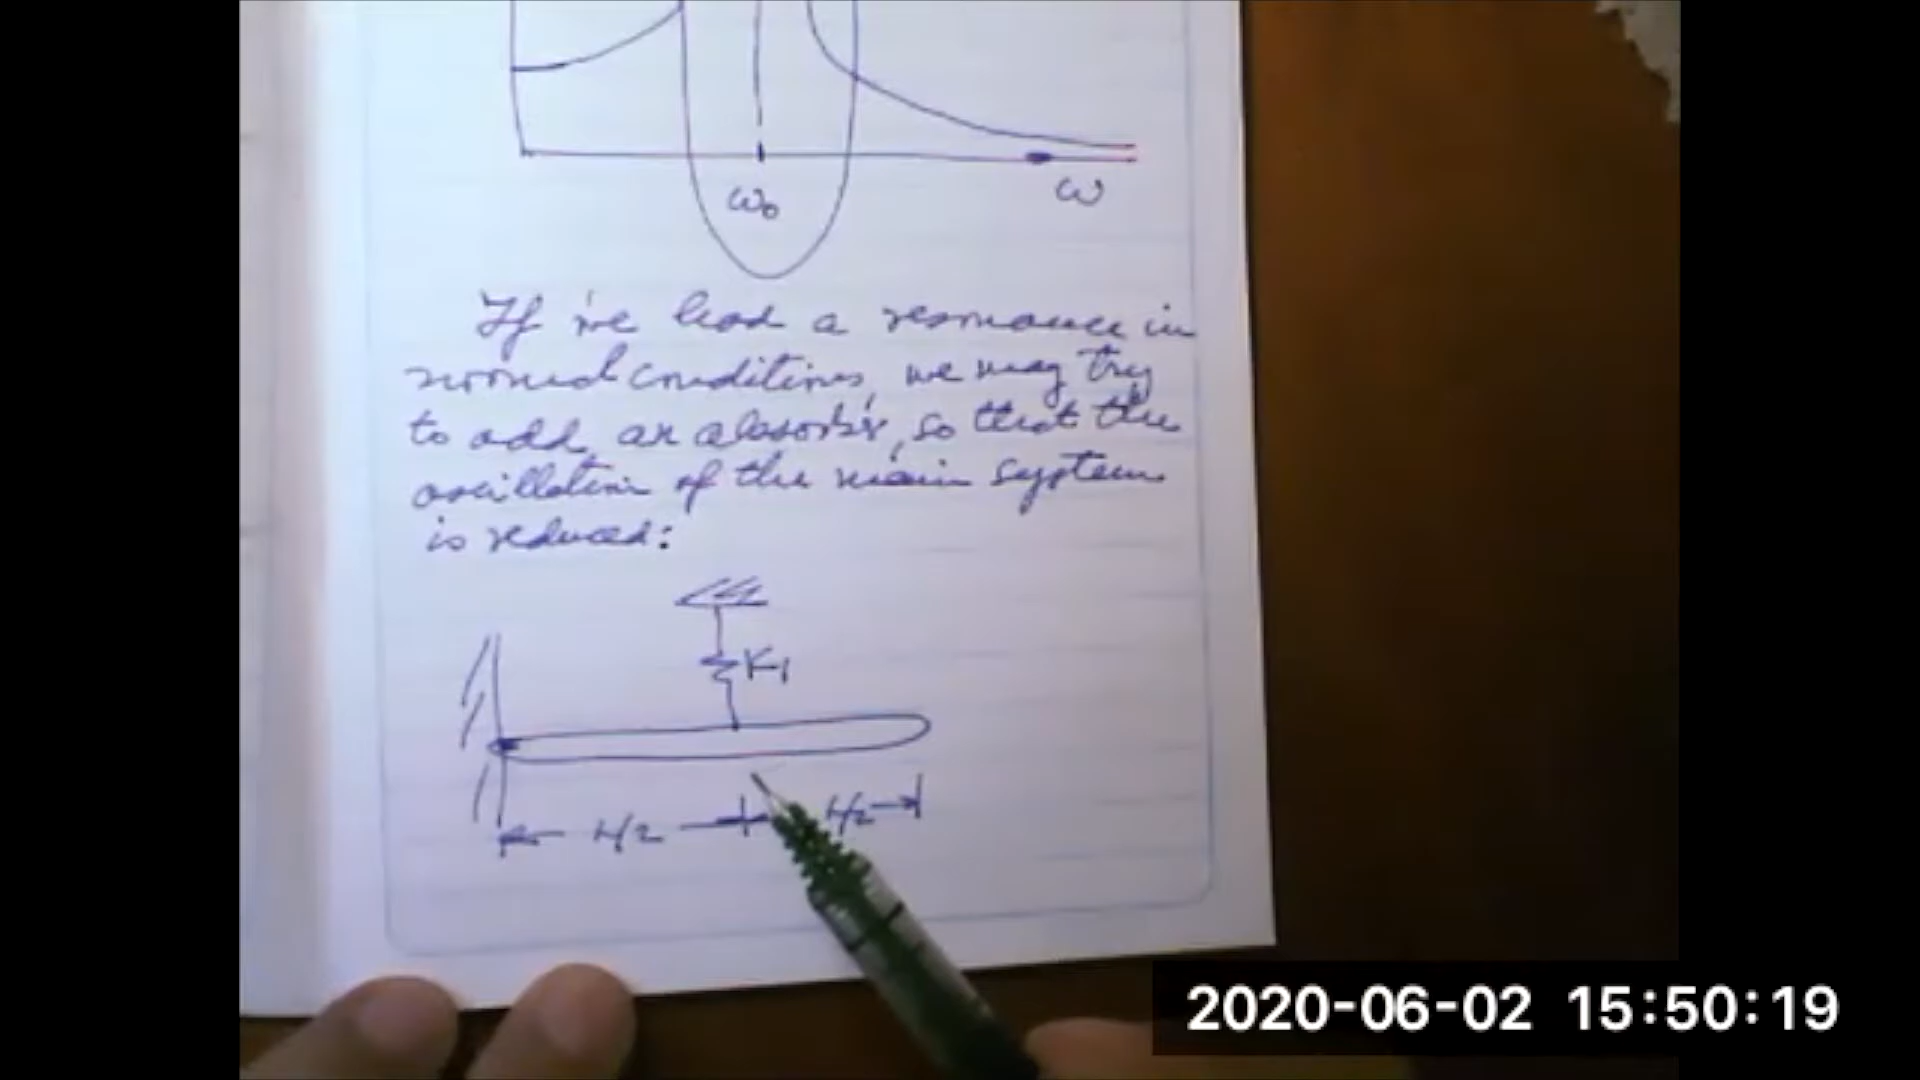 ω₀
ω
If we had a resonance in
normal conditions, we may try
to add an absorber, so that the
oscillation of the main system
is reduced:
K₁
L/2
L/2
2020-06-02 15:50:19